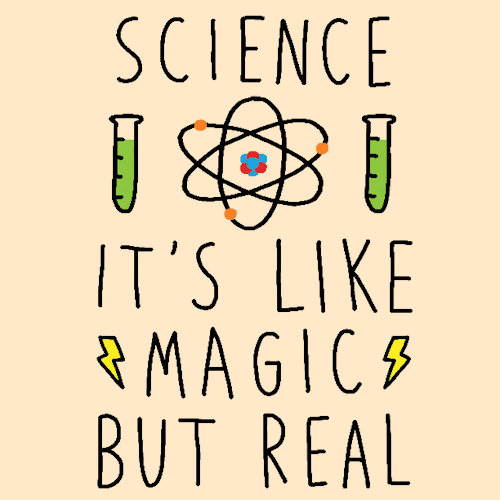 SCIENCE
IT'S LIKE
MAGIC
BUT REAL